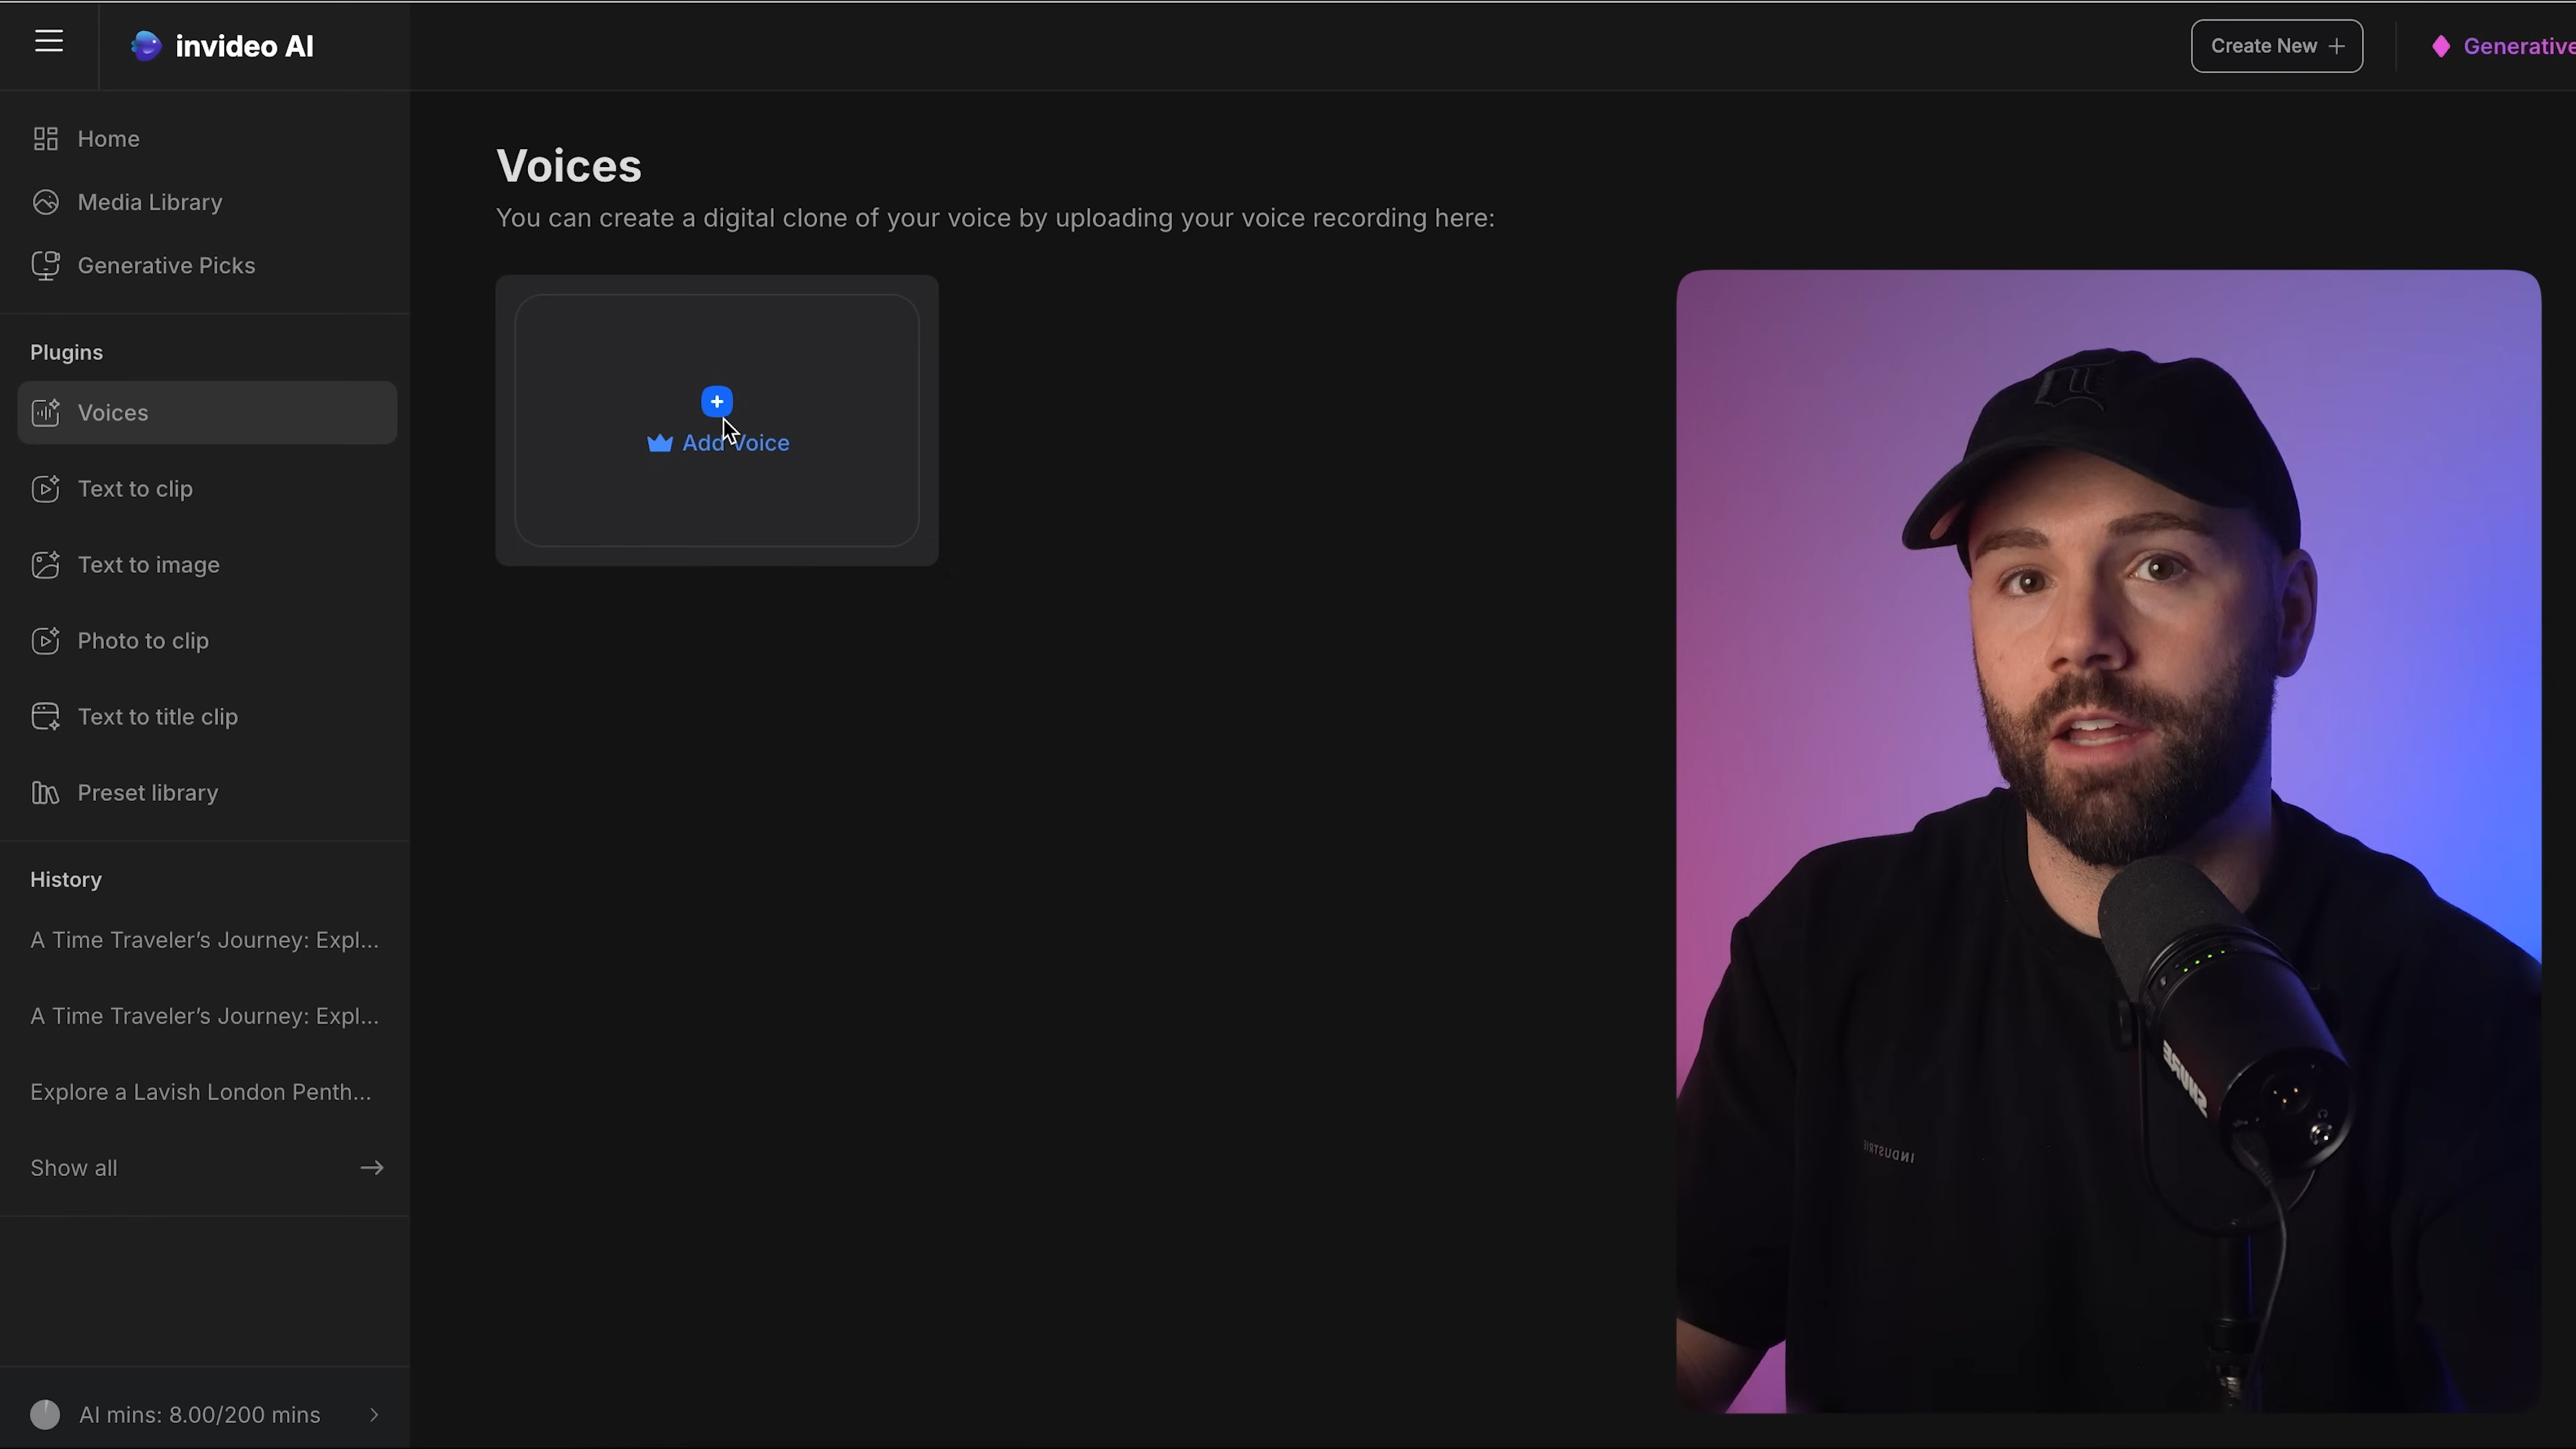 invideo AI
Create New
Generative
Home
Media Library
Generative Picks
Plugins
Voices
Text to clip
Text to image
Photo to clip
Text to title clip
Preset library
History
A Time Traveler’s Journey: Expl...
A Time Traveler’s Journey: Expl...
Explore a Lavish London Penth...
Show all
AI mins: 8.00/200 mins
Voices
You can create a digital clone of your voice by uploading your voice recording here:
Add Voice
SHURE
INDUSTRIE